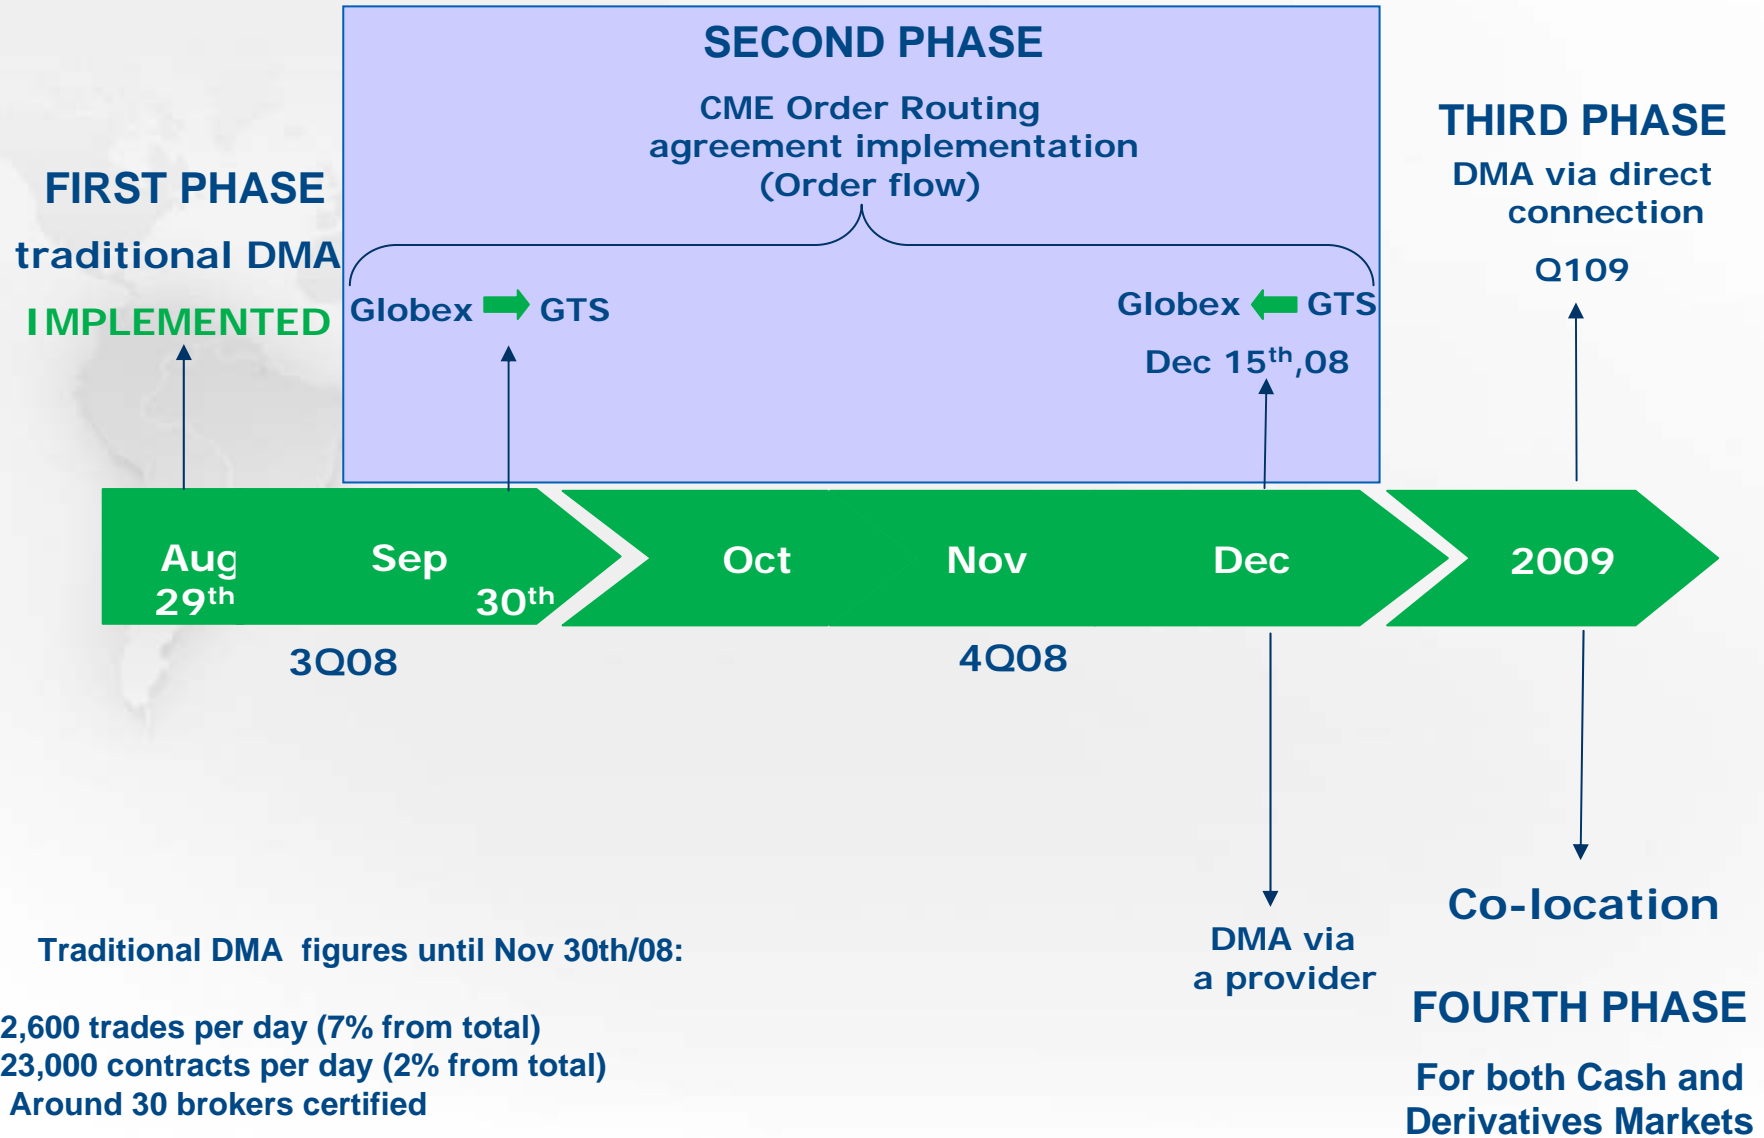 SECOND PHASE
CME Order Routing
agreement implementation
(Order flow)
THIRD PHASE
DMA via direct
connection
Q109
FIRST PHASE
traditional DMA
IMPLEMENTED
Globex GTS
Globex GTS
Dec 15th,08
Aug
29th
Sep
30th
Oct
Nov
Dec
2009
3Q08
4Q08
DMA via
a provider
Co-location
FOURTH PHASE
For both Cash and
Derivatives Markets
Traditional DMA figures until Nov 30th/08:
2,600 trades per day (7% from total)
23,000 contracts per day (2% from total)
Around 30 brokers certified